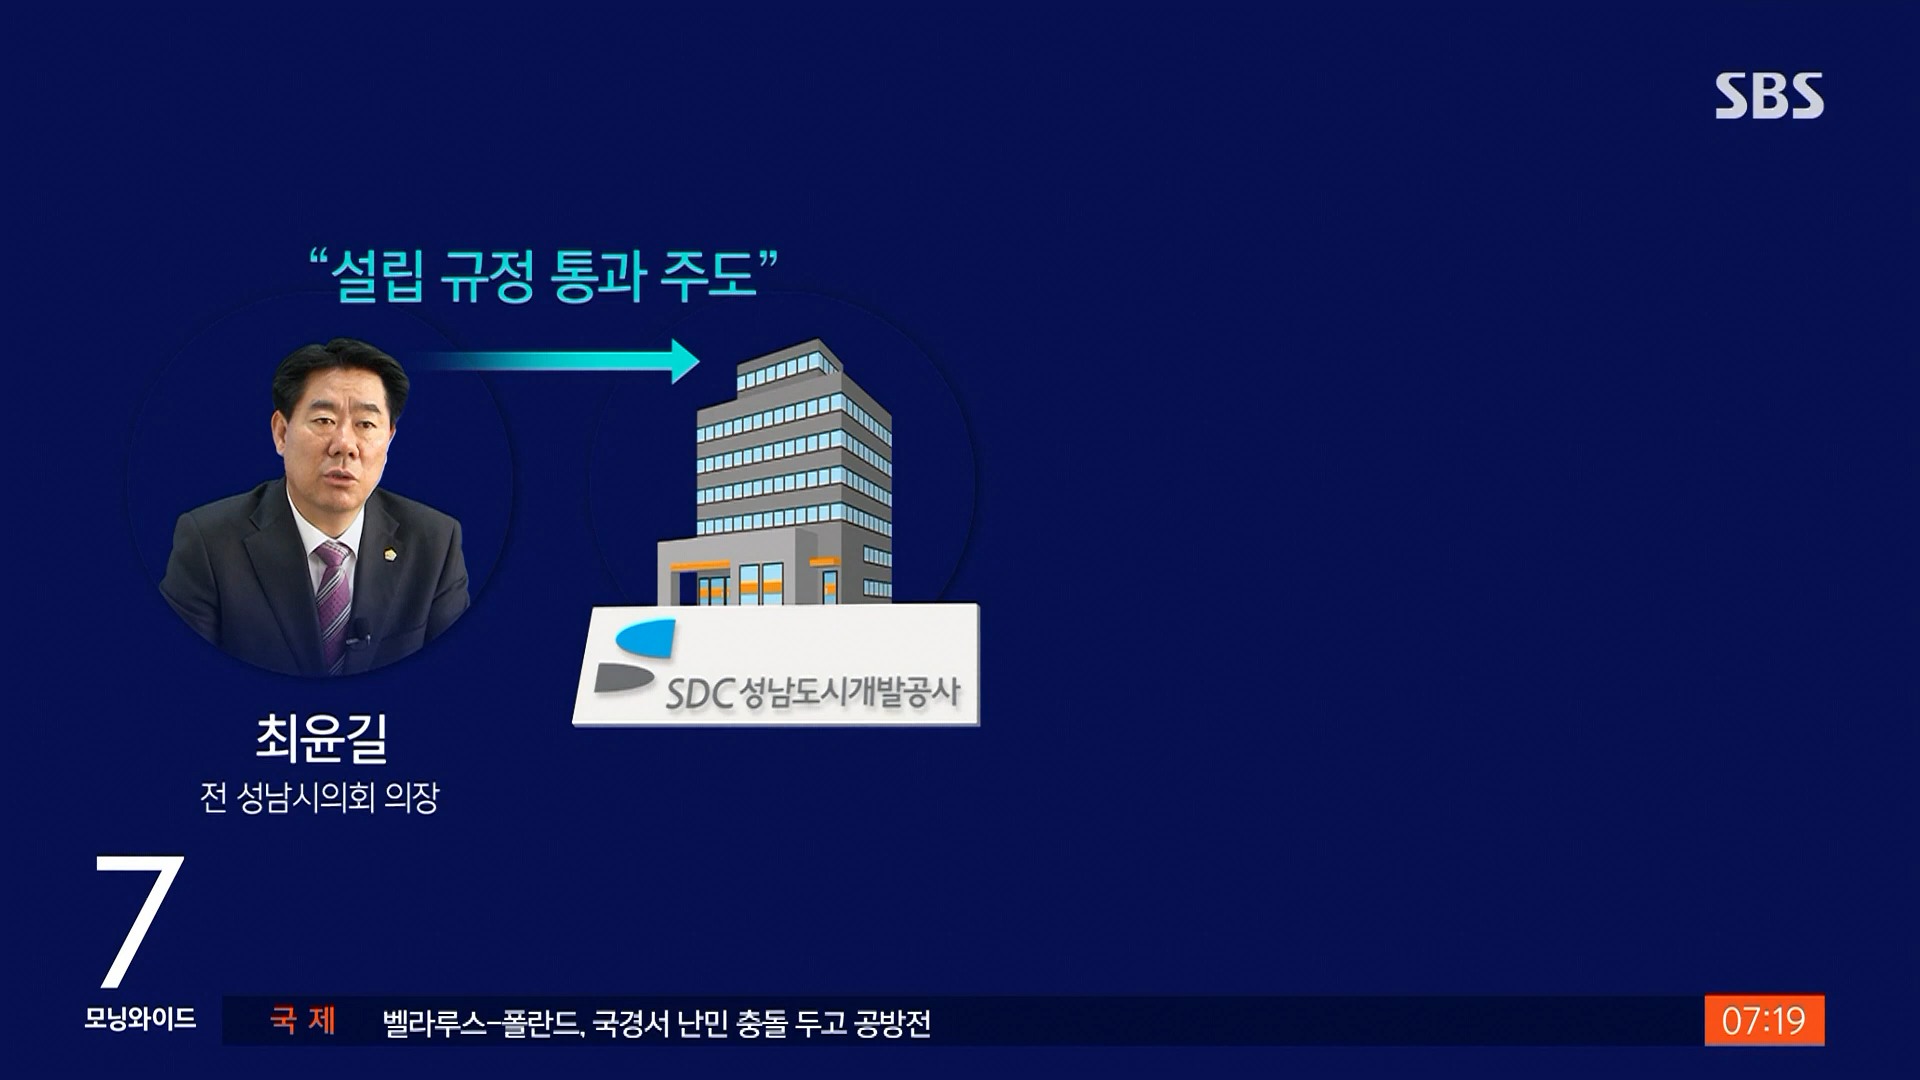 SBS
“설립 규정 통과 주도”
SDC 성남도시개발공사
최윤길
전 성남시의회 의장
7
모닝와이드
국 제
벨라루스-폴란드, 국경서 난민 충돌 두고 공방전
07:19